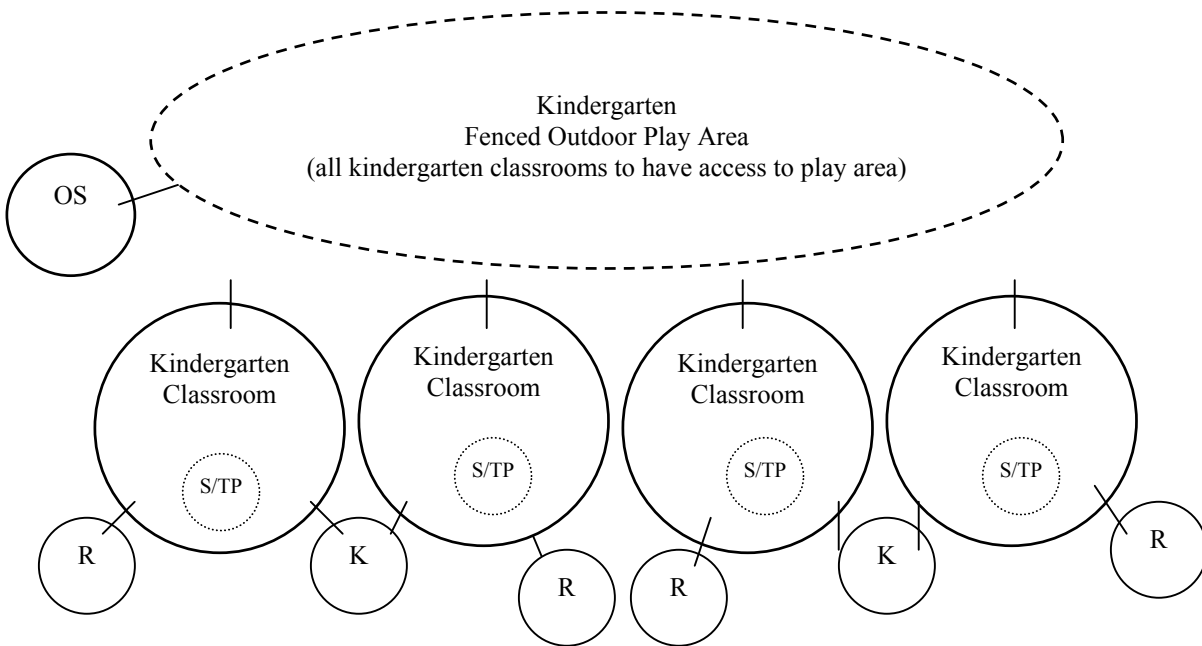 Kindergarten
Fenced Outdoor Play Area
(all kindergarten classrooms to have access to play area)
OS
Kindergarten
Classroom
S/TP
Kindergarten
Classroom
S/TP
Kindergarten
Classroom
S/TP
Kindergarten
Classroom
S/TP
R
K
R
R
K
R